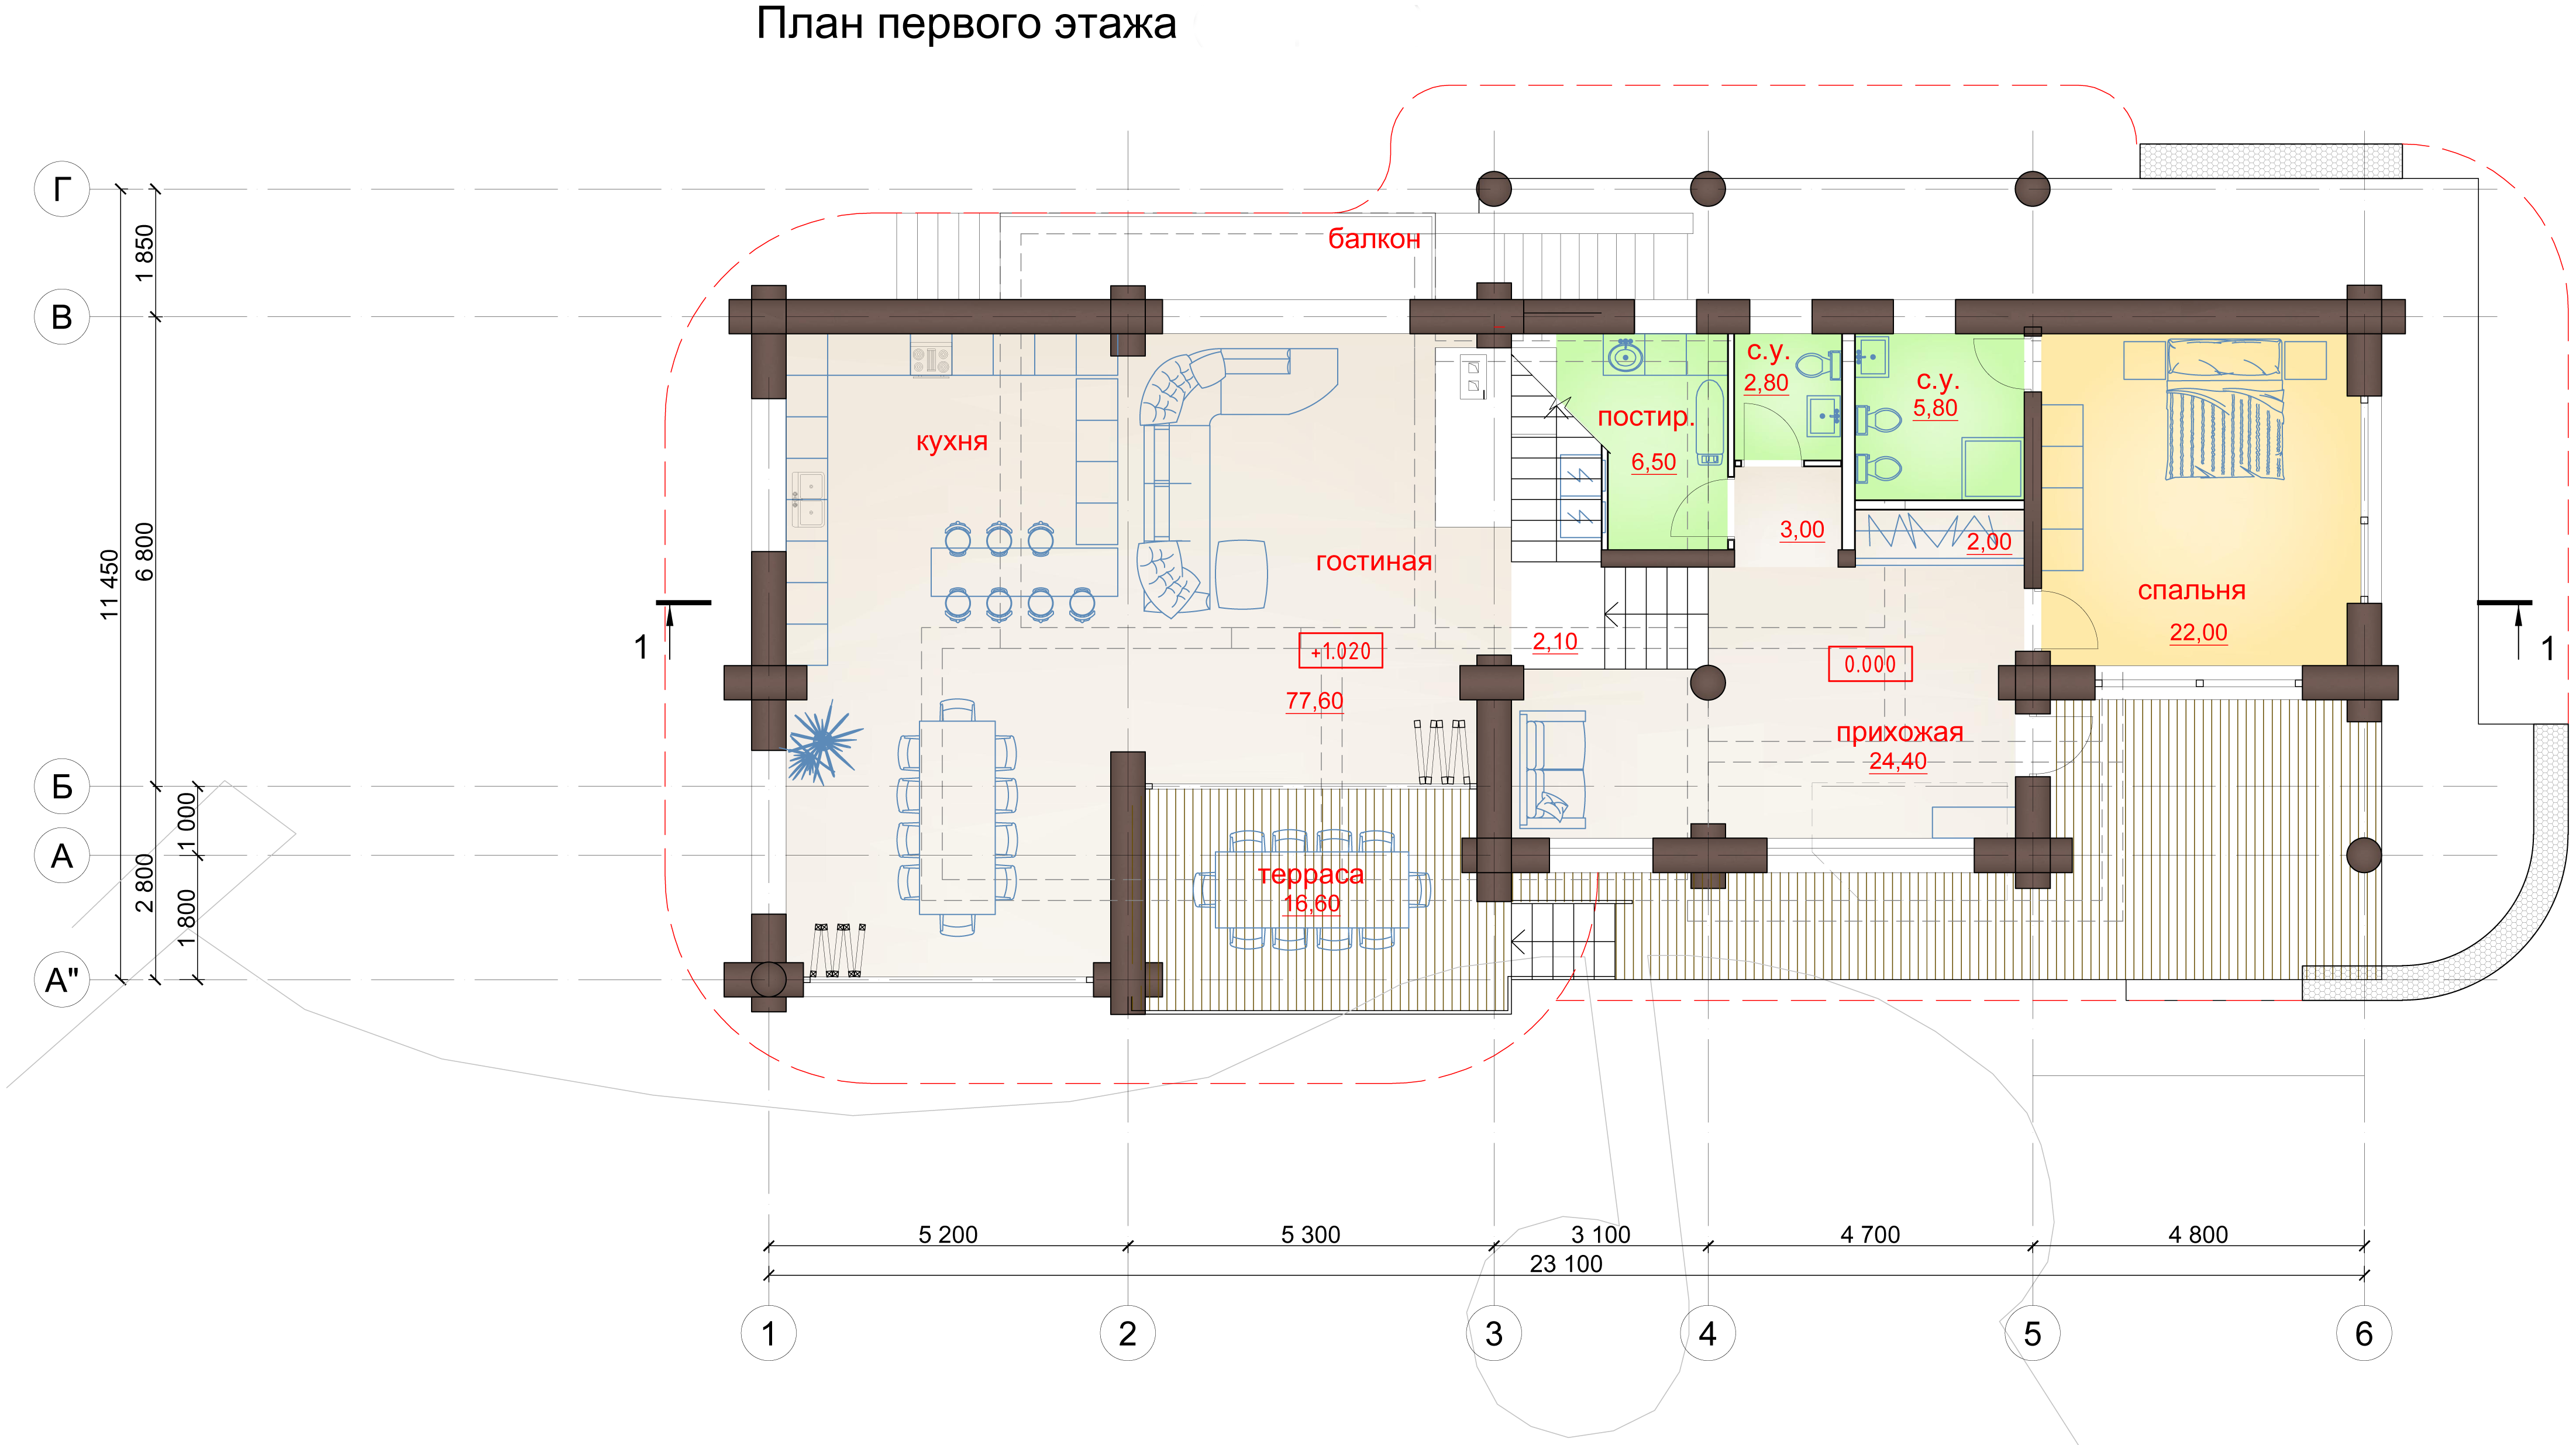 План первого этажа
Г
1 850
балкон
В
с.у.
2,80
с.у.
5,80
постир.
кухня
6,50
3,00
2,00
6 800
11 450
гостиная
спальня
22,00
1
1
2,10
+1.020
0.000
77,60
прихожая
24,40
Б
1 000
А
2 800
терраса
16,60
1 800
А"
5 200
5 300
3 100
4 700
4 800
23 100
1
2
3
4
5
6